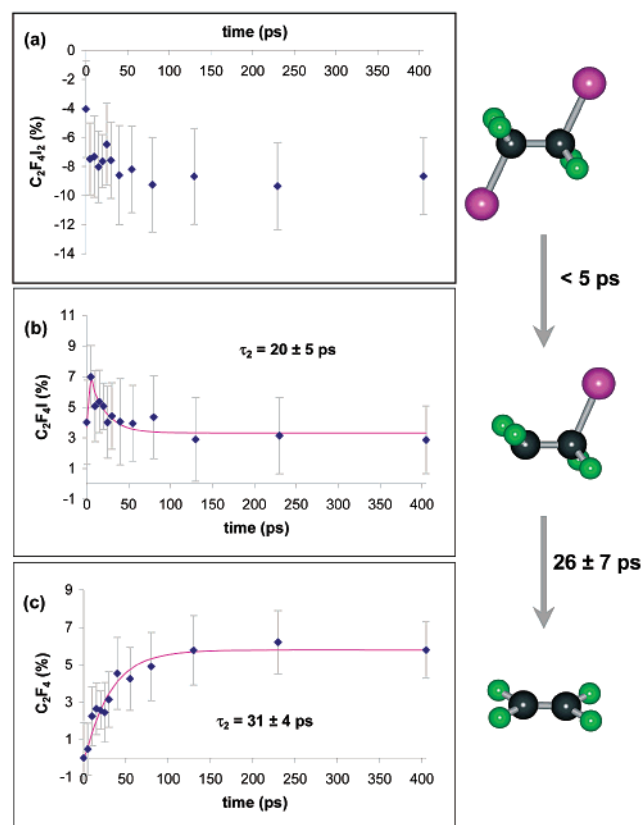 (a)
time (ps)
0 50 100 150 200 250 300 350 400
0
-2
-4
-6
-8
-10
-12
-14
C₂F₄I₂ (%)
< 5 ps
(b)
11
9
7
5
3
1
-1
C₂F₄I (%)
τ₂ = 20 ± 5 ps
0 50 100 150 200 250 300 350 400
time (ps)
26 ± 7 ps
(c)
9
7
5
3
1
-1
C₂F₄ (%)
τ₂ = 31 ± 4 ps
0 50 100 150 200 250 300 350 400
time (ps)